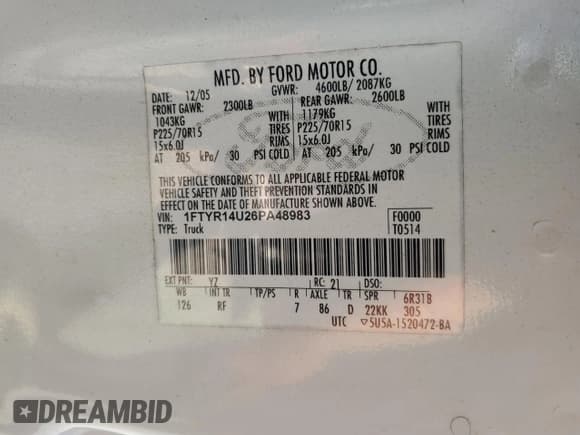 MFD. BY FORD MOTOR CO.
DATE: 12/05 GVWR: 4600LB/ 2087KG
FRONT GAWR: 2300LB REAR GAWR: 2600LB
1043KG WITH 1179KG WITH
P225/70R15 TIRES P225/70R15 TIRES
15x6.0J RIMS 15x6.0J RIMS
AT 205 kPa/ 30 PSI COLD AT 205 kPa/ 30 PSI COLD
THIS VEHICLE CONFORMS TO ALL APPLICABLE FEDERAL MOTOR
VEHICLE SAFETY AND THEFT PREVENTION STANDARDS IN
EFFECT ON THE DATE OF MANUFACTURE SHOWN ABOVE.
VIN: 1FTYR14U26PA48983 F0000
TYPE: Truck T0514
EXT PNT: YZ RC: 21 DSO:
WB INT TR TP/PS R AXLE TR SPR 6R31B
126 RF 7 86 D 22KK 305
UTC ▽5U5A-1520472-BA
DREAMBID